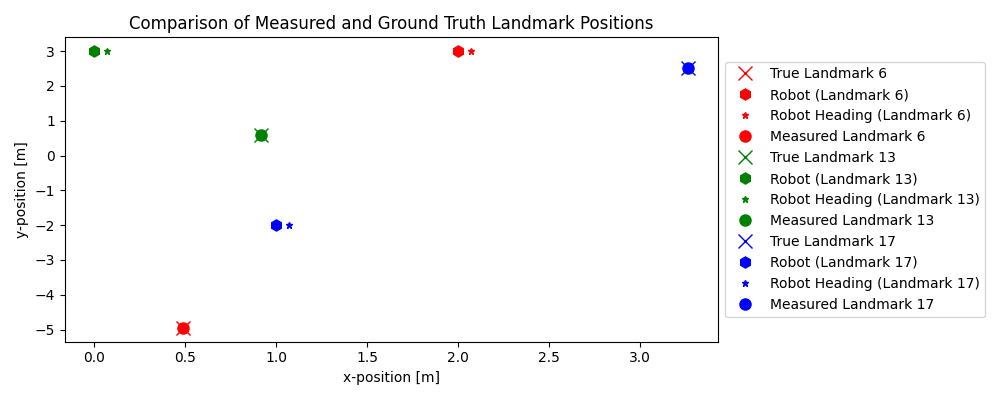 Comparison of Measured and Ground Truth Landmark Positions
3
2
1
0
−1
−2
−3
−4
−5
y-position [m]
0.0 0.5 1.0 1.5 2.0 2.5 3.0
x-position [m]
True Landmark 6
Robot (Landmark 6)
Robot Heading (Landmark 6)
Measured Landmark 6
True Landmark 13
Robot (Landmark 13)
Robot Heading (Landmark 13)
Measured Landmark 13
True Landmark 17
Robot (Landmark 17)
Robot Heading (Landmark 17)
Measured Landmark 17